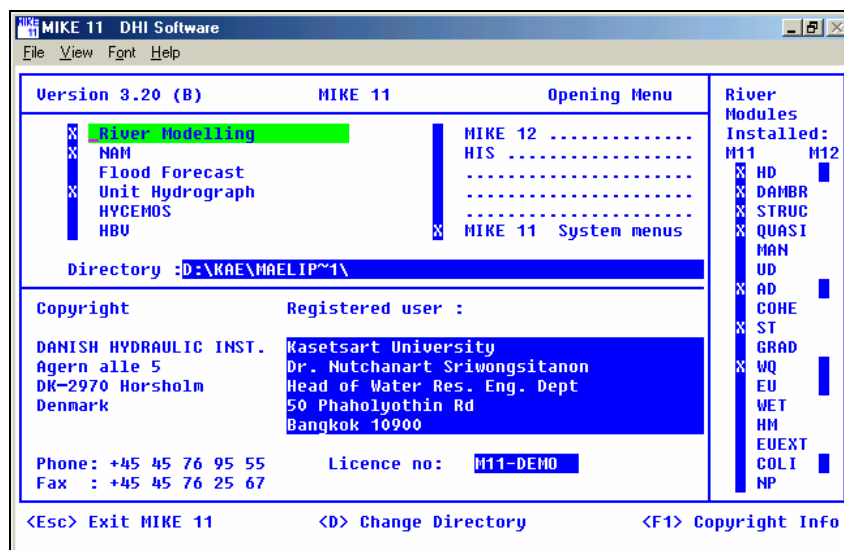 MIKE 11 DHI Software
File View Font Help
Version 3.20 (B) MIKE 11 Opening Menu
X River Modelling
X NAM
Flood Forecast
X Unit Hydrograph
HYCEMOS
HBV
MIKE 12 ..............
HIS ..................
......................
......................
......................
X MIKE 11 System menus
Directory :D:\KAE\MAELIP~1\
Copyright
DANISH HYDRAULIC INST.
Agern alle 5
DK-2970 Horsholm
Denmark
Phone: +45 45 76 95 55
Fax : +45 45 76 25 67
Registered user :
Kasetsart University
Dr. Nutchanart Sriwongsitanon
Head of Water Res. Eng. Dept
50 Phaholyothin Rd
Bangkok 10900
Licence no: M11-DEMO
River
Modules
Installed:
M11 M12
X HD
X DAMBR
X STRUC
X QUASI
MAN
UD
X AD
COHE
X ST
GRAD
X WQ
EU
WET
HM
EUEXT
COLI
NP
<Esc> Exit MIKE 11 <D> Change Directory <F1> Copyright Info